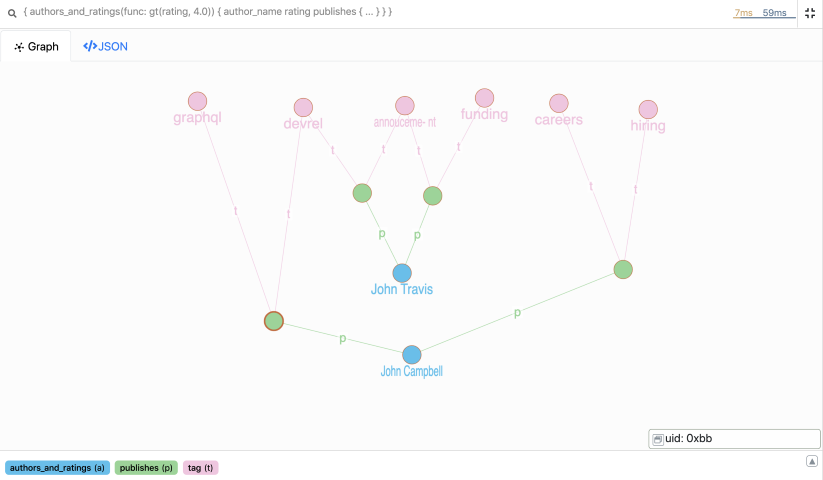 { authors_and_ratings(func: gt(rating, 4.0)) { author_name rating publishes { ... } } }
7ms 59ms
Graph
</>JSON
graphql
devrel
annouceme- nt
funding
careers
hiring
t
t
t
t
t
t
t
t
p
p
John Travis
p
p
John Campbell
uid: 0xbb
authors_and_ratings (a) publishes (p) tag (t)